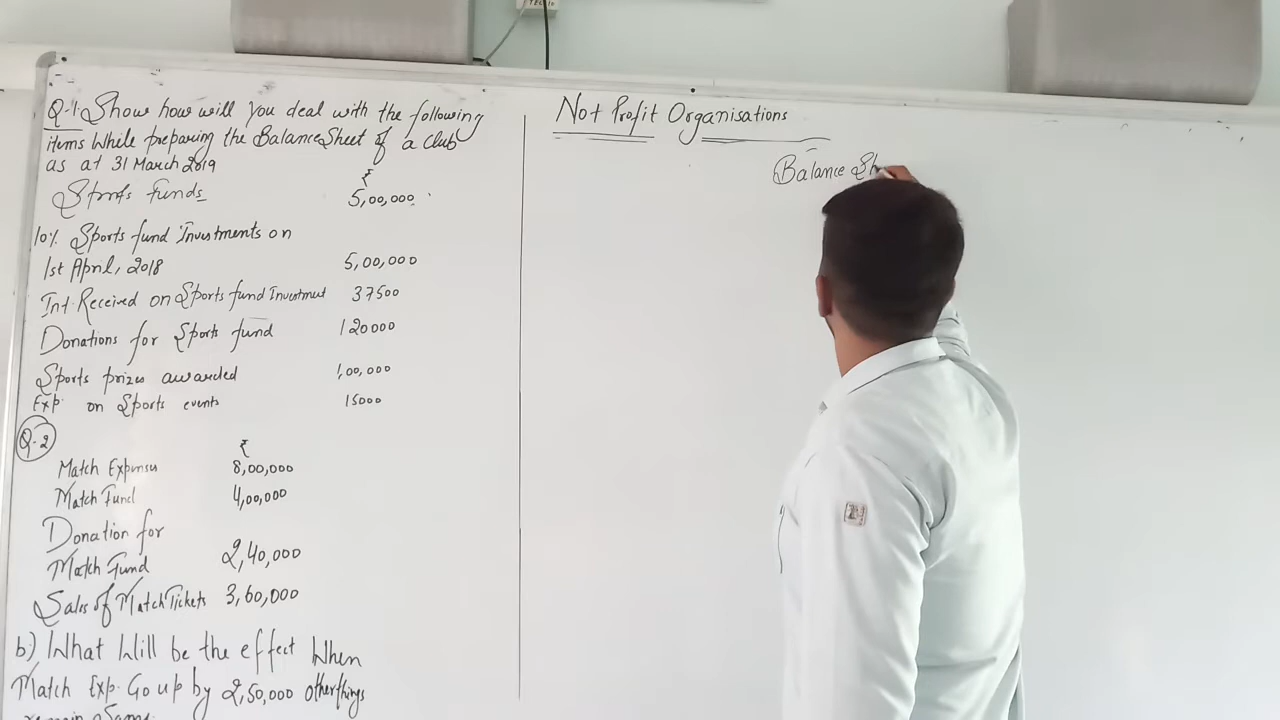 Q.1 Show how will you deal with the following
items While preparing the Balance Sheet of a club
as at 31 March 2019
₹
Sports funds 5,00,000
10% Sports fund Investments on
1st April, 2018 5,00,000
Int. Received on Sports fund Investment 37500
Donations for Sports fund 120000
Sports prizes awarded 1,00,000
Exp. on Sports events 15000
Q.2
₹
Match Expenses 8,00,000
Match Fund 4,00,000
Donation for
Match Fund 2,40,000
Sales of Match Tickets 3,60,000
b.) What Will be the effect When
Match Exp. Go up by 2,50,000 other things
remain Same.
Not Profit Organisations
Balance Sh